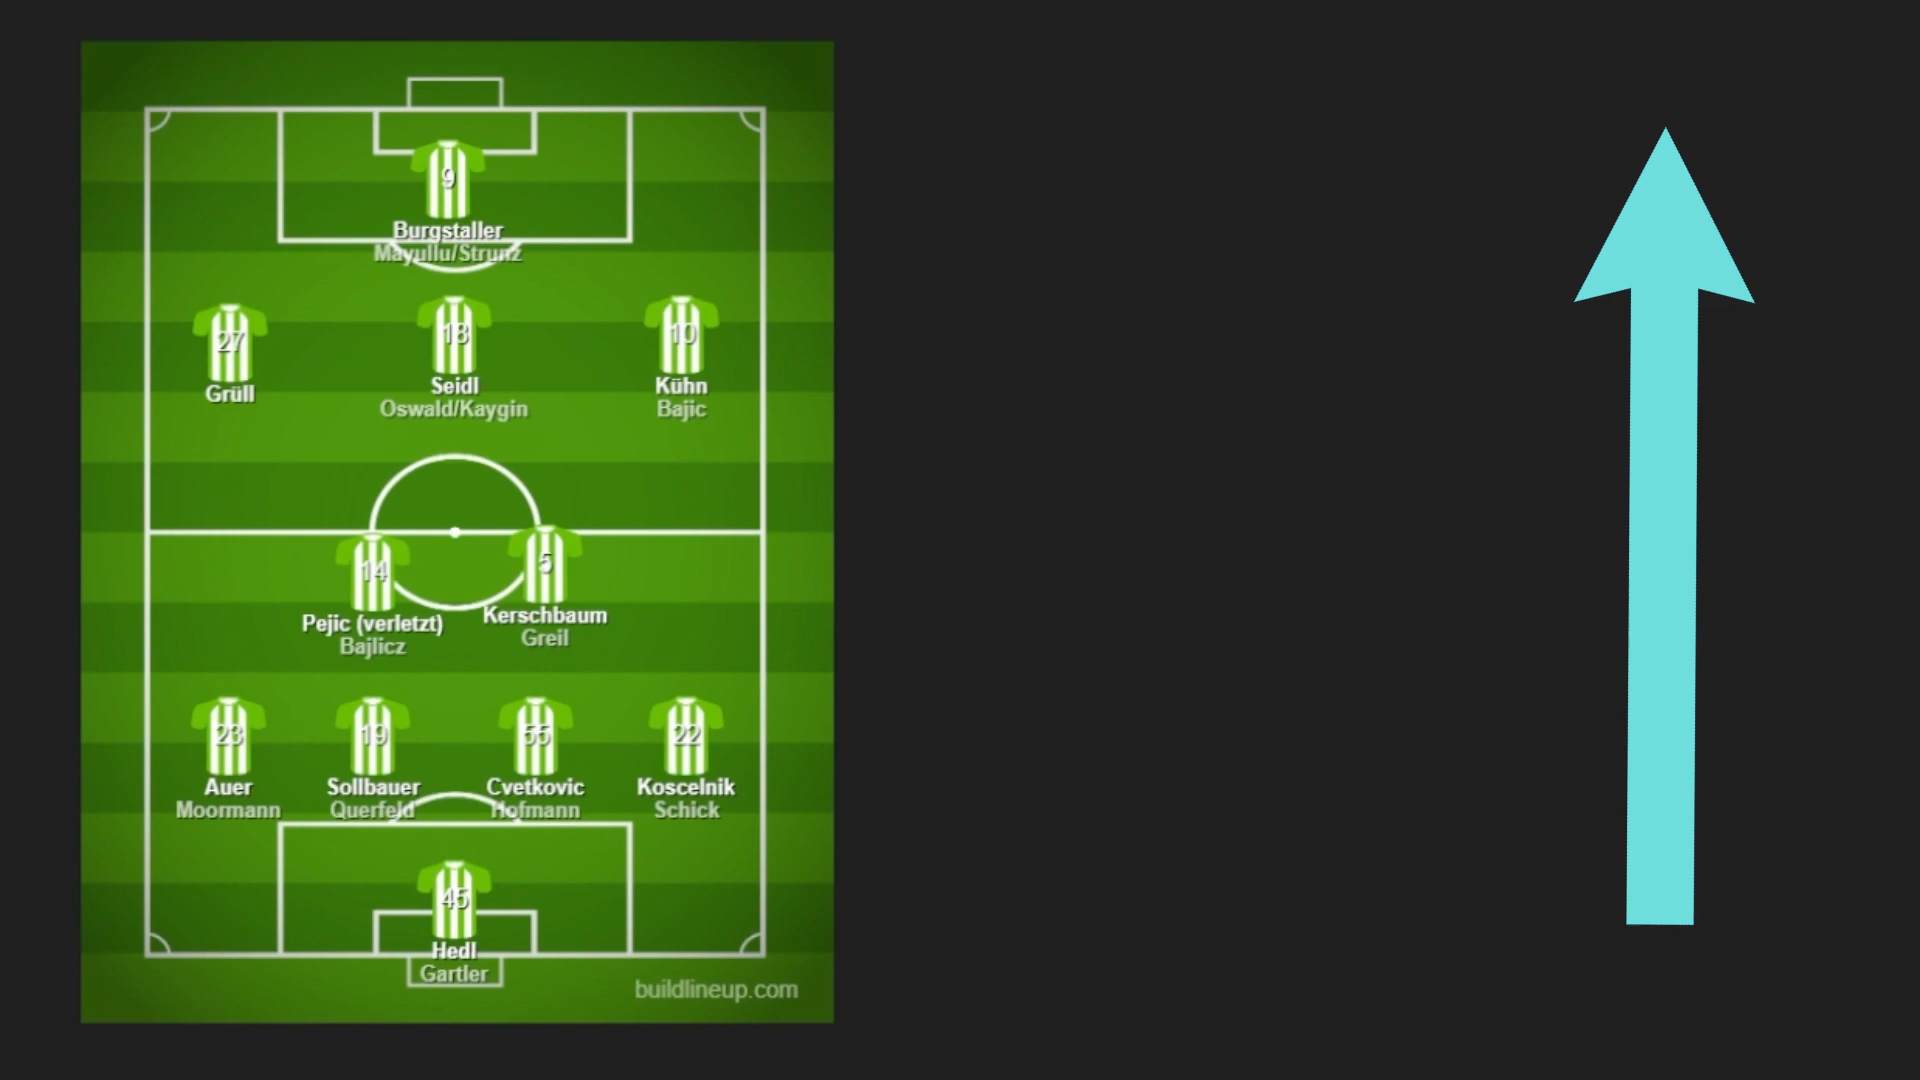 9
Burgstaller
Mayullu/Strunz
27
Grüll
18
Seidl
Oswald/Kaygin
10
Kühn
Bajic
14
Pejic (verletzt)
Bajlicz
5
Kerschbaum
Greil
23
Auer
Moormann
19
Sollbauer
Querfeld
55
Cvetkovic
Hofmann
22
Koscelnik
Schick
45
Hedl
Gartler
buildlineup.com